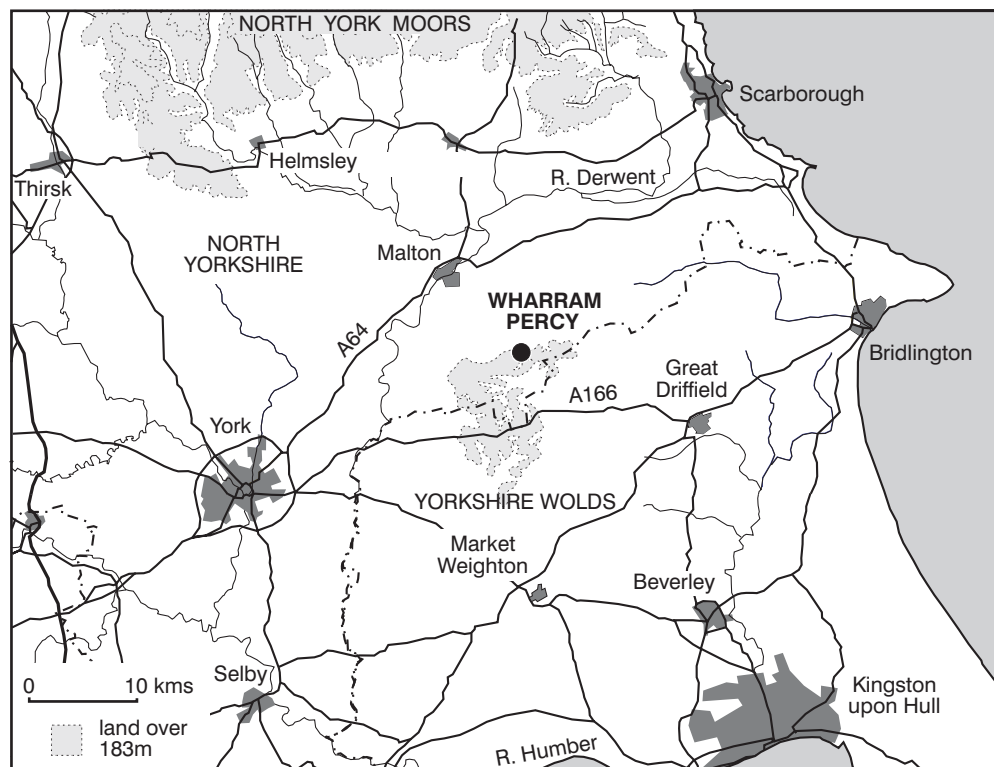 NORTH YORK MOORS
Scarborough
Helmsley
Thirsk
R. Derwent
NORTH
YORKSHIRE
Malton
WHARRAM
PERCY
A64
Bridlington
Great
Driffield
A166
York
YORKSHIRE WOLDS
Market
Weighton
Beverley
Selby
Kingston
upon Hull
0 10 kms
land over
183m
R. Humber